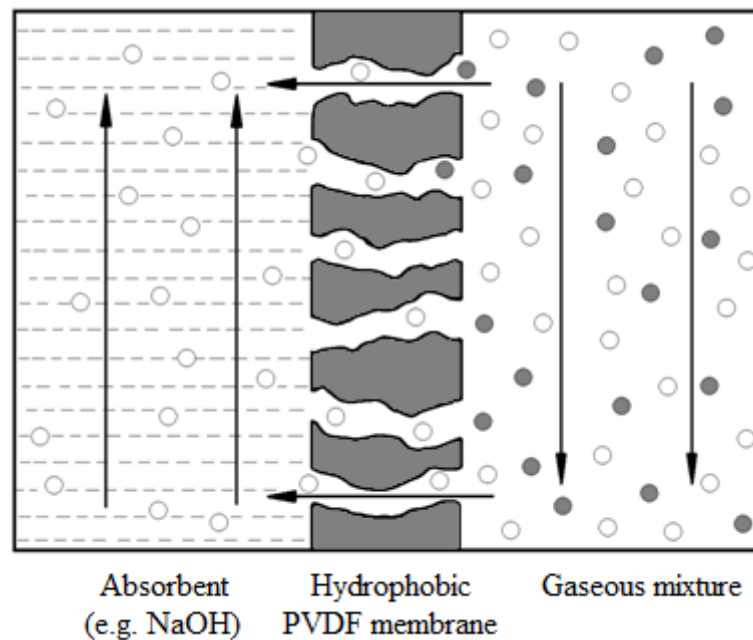 Absorbent
(e.g. NaOH)
Hydrophobic
PVDF membrane
Gaseous mixture